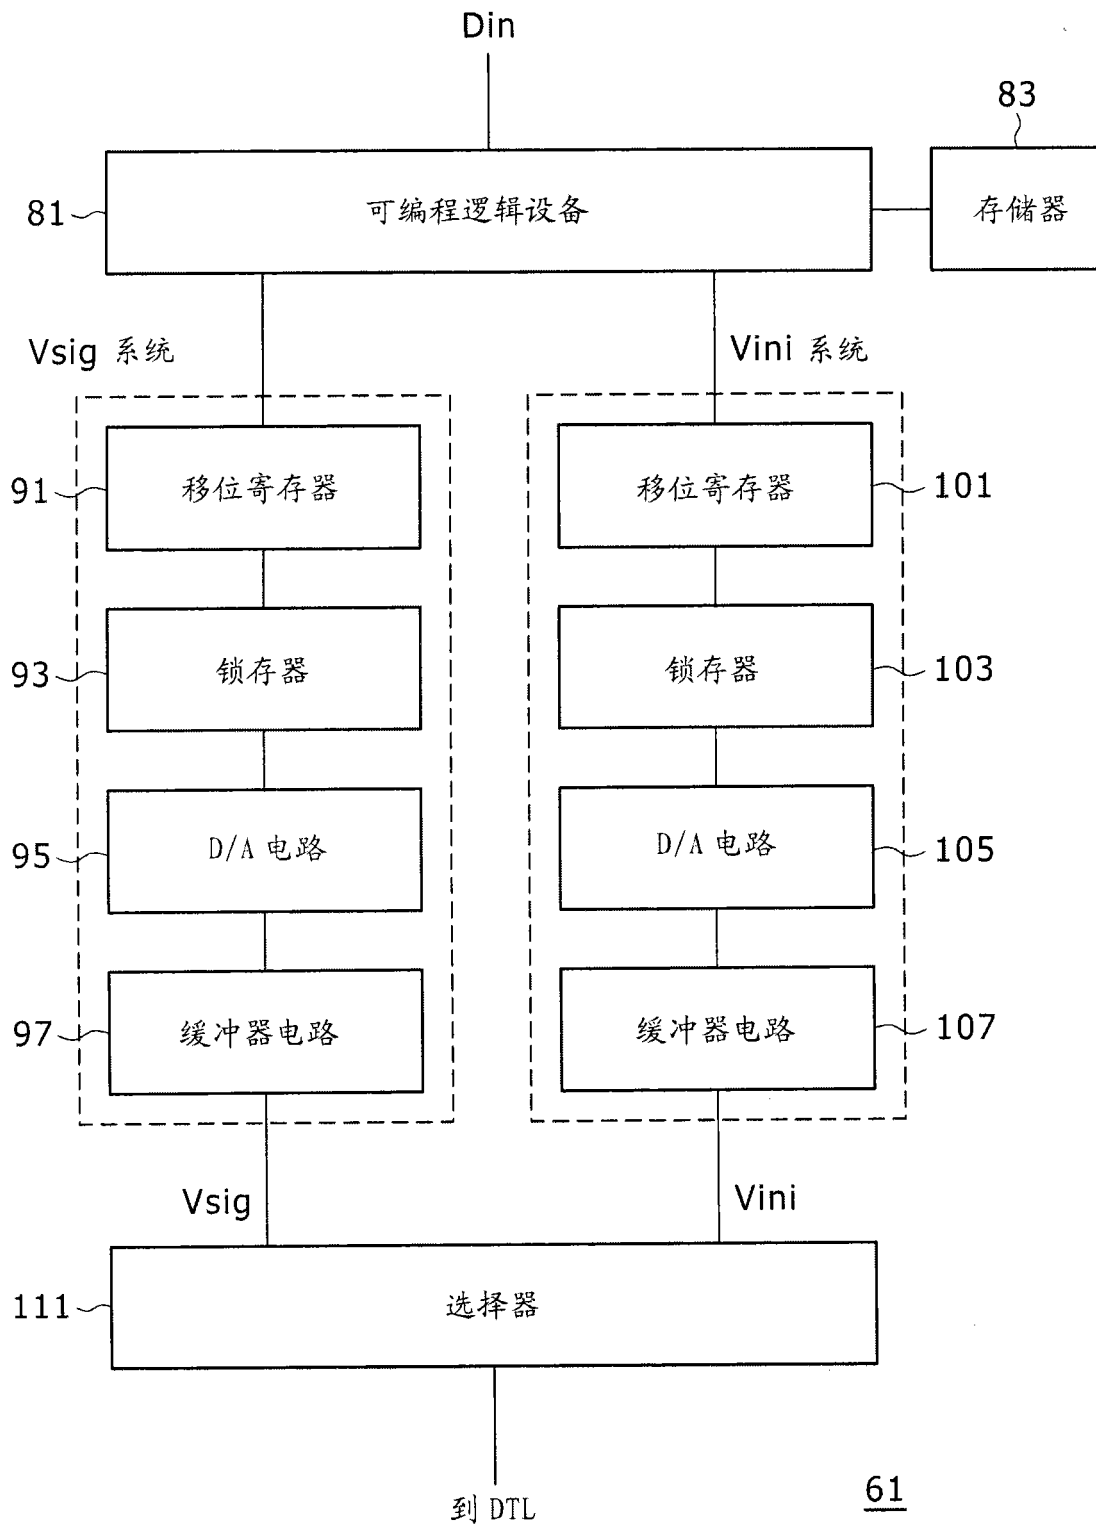 Din
83
81
可编程逻辑设备
存储器
Vsig 系统
Vini 系统
91
移位寄存器
移位寄存器
101
93
锁存器
锁存器
103
95
D/A 电路
D/A 电路
105
97
缓冲器电路
缓冲器电路
107
Vsig
Vini
111
选择器
到 DTL
61